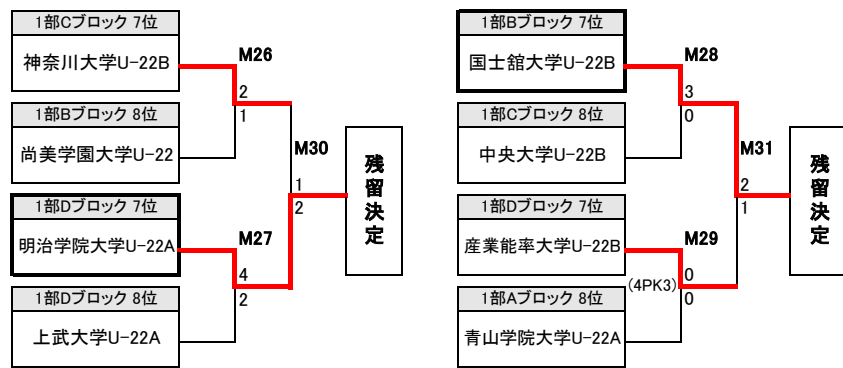 1部Cブロック 7位
神奈川大学U-22B
M26
2
1
1部Bブロック 8位
尚美学園大学U-22
M30
1
2
残留決定
1部Dブロック 7位
明治学院大学U-22A
M27
4
2
1部Dブロック 8位
上武大学U-22A
1部Bブロック 7位
国士舘大学U-22B
M28
3
0
1部Cブロック 8位
中央大学U-22B
M31
2
1
残留決定
1部Dブロック 7位
産業能率大学U-22B
M29
0
(4PK3)
0
1部Aブロック 8位
青山学院大学U-22A